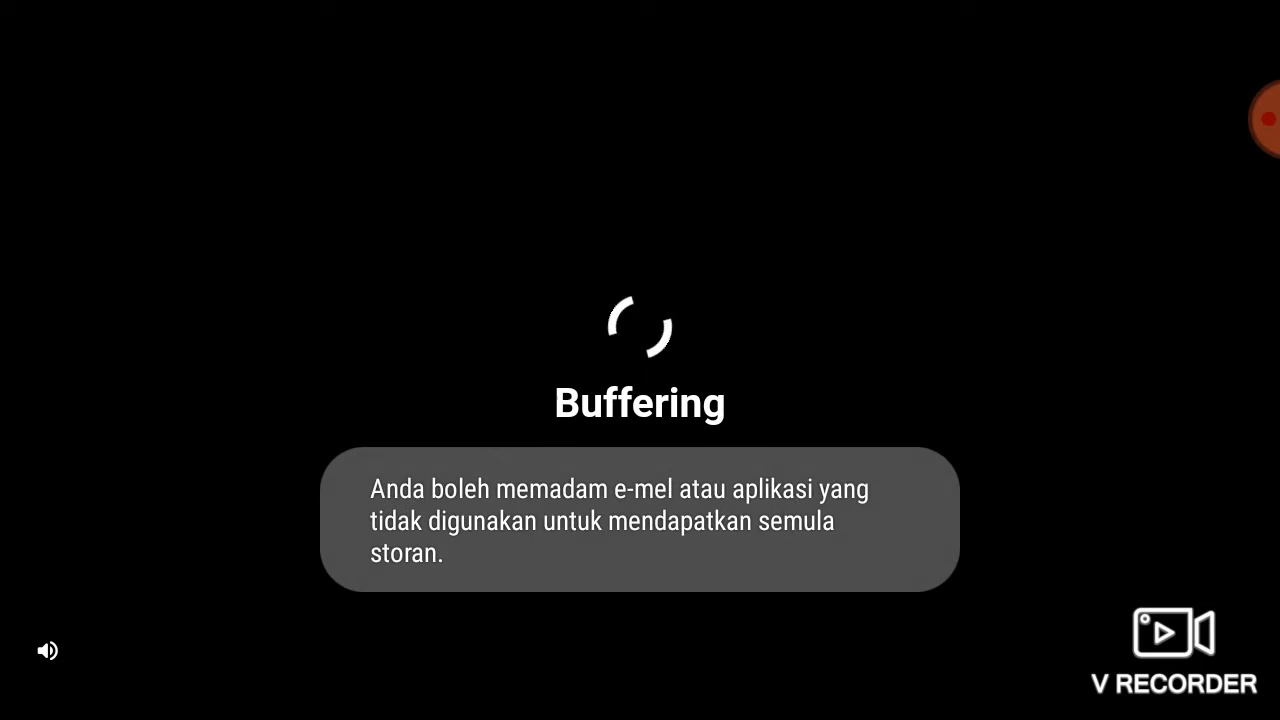 Buffering
Anda boleh memadam e-mel atau aplikasi yang
tidak digunakan untuk mendapatkan semula
storan.
V RECORDER